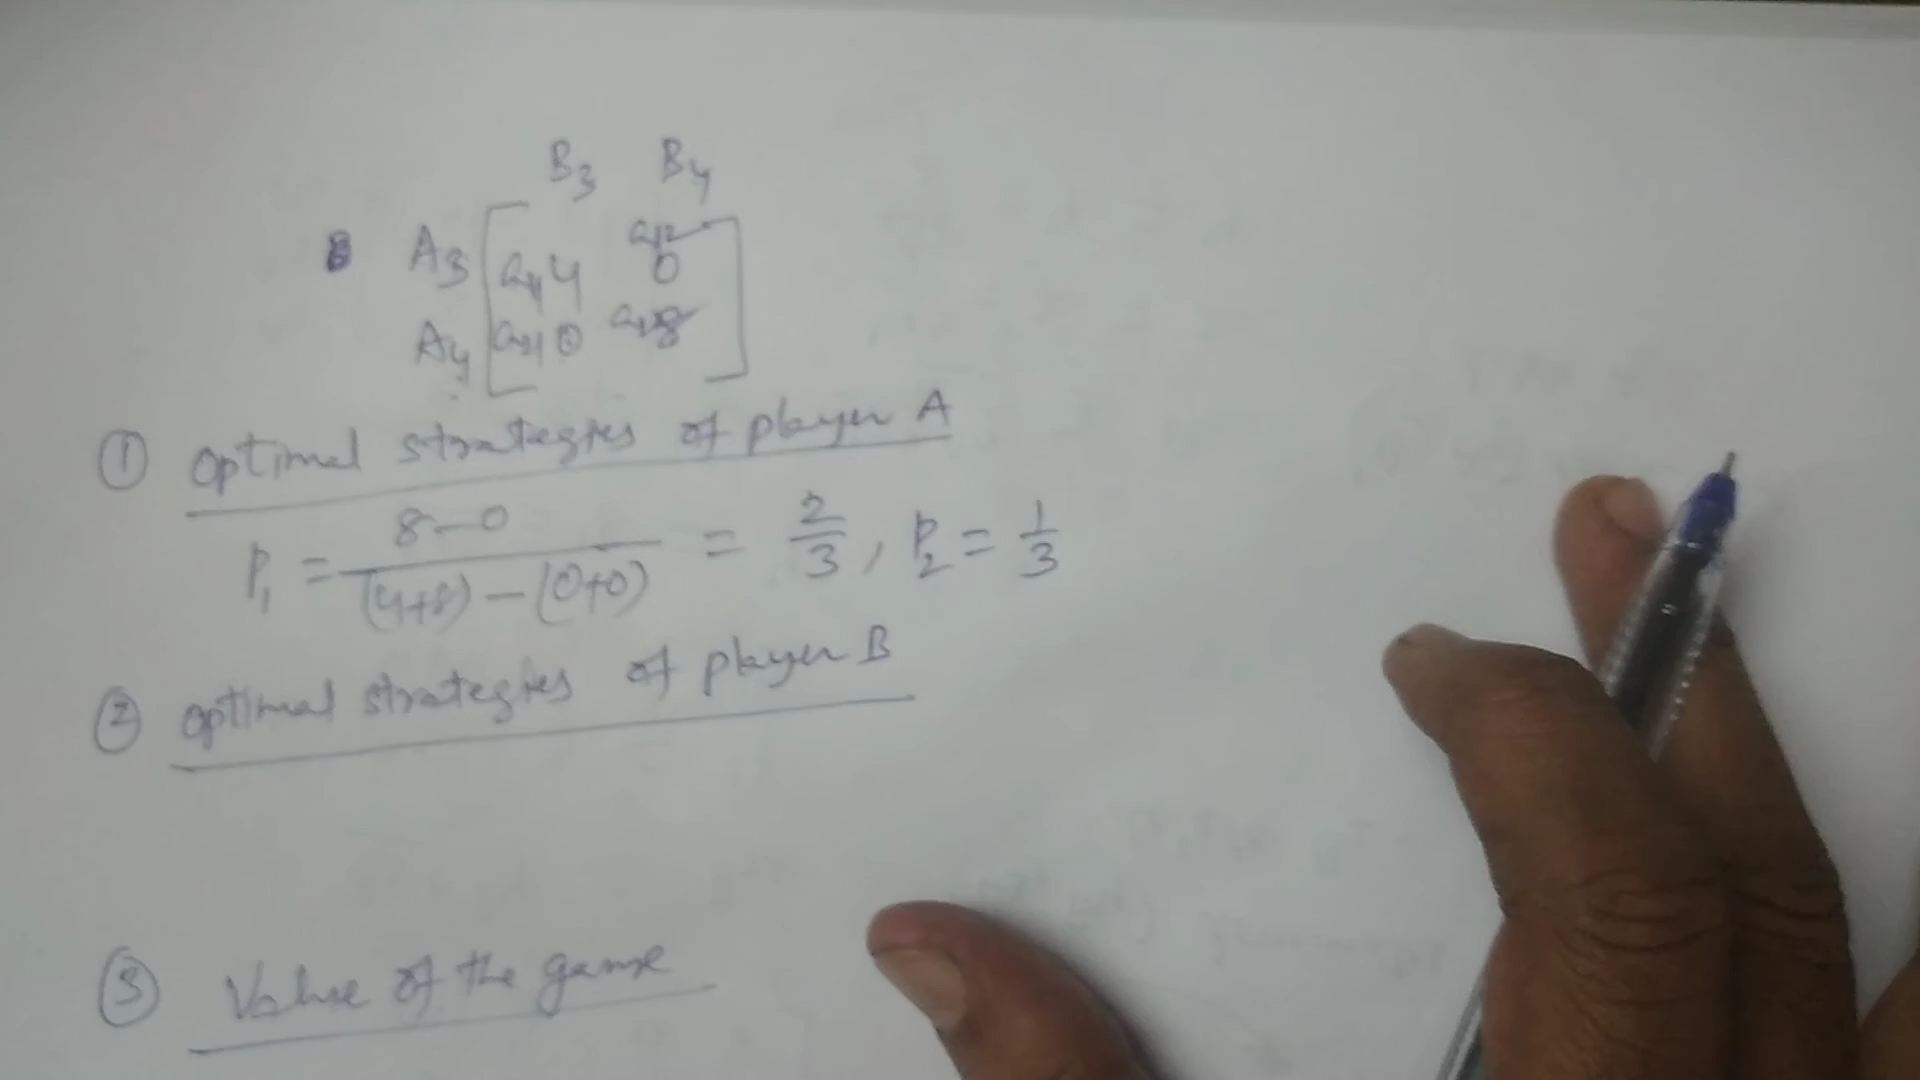 B3 B4
A3 a11 4 a12 0
A4 a21 0 8
① optimal strategies of player A
P1 = 8-0 / (4+8) - (0+0) = 2/3, P2 = 1/3
② optimal strategies of player B
③ Value of the game